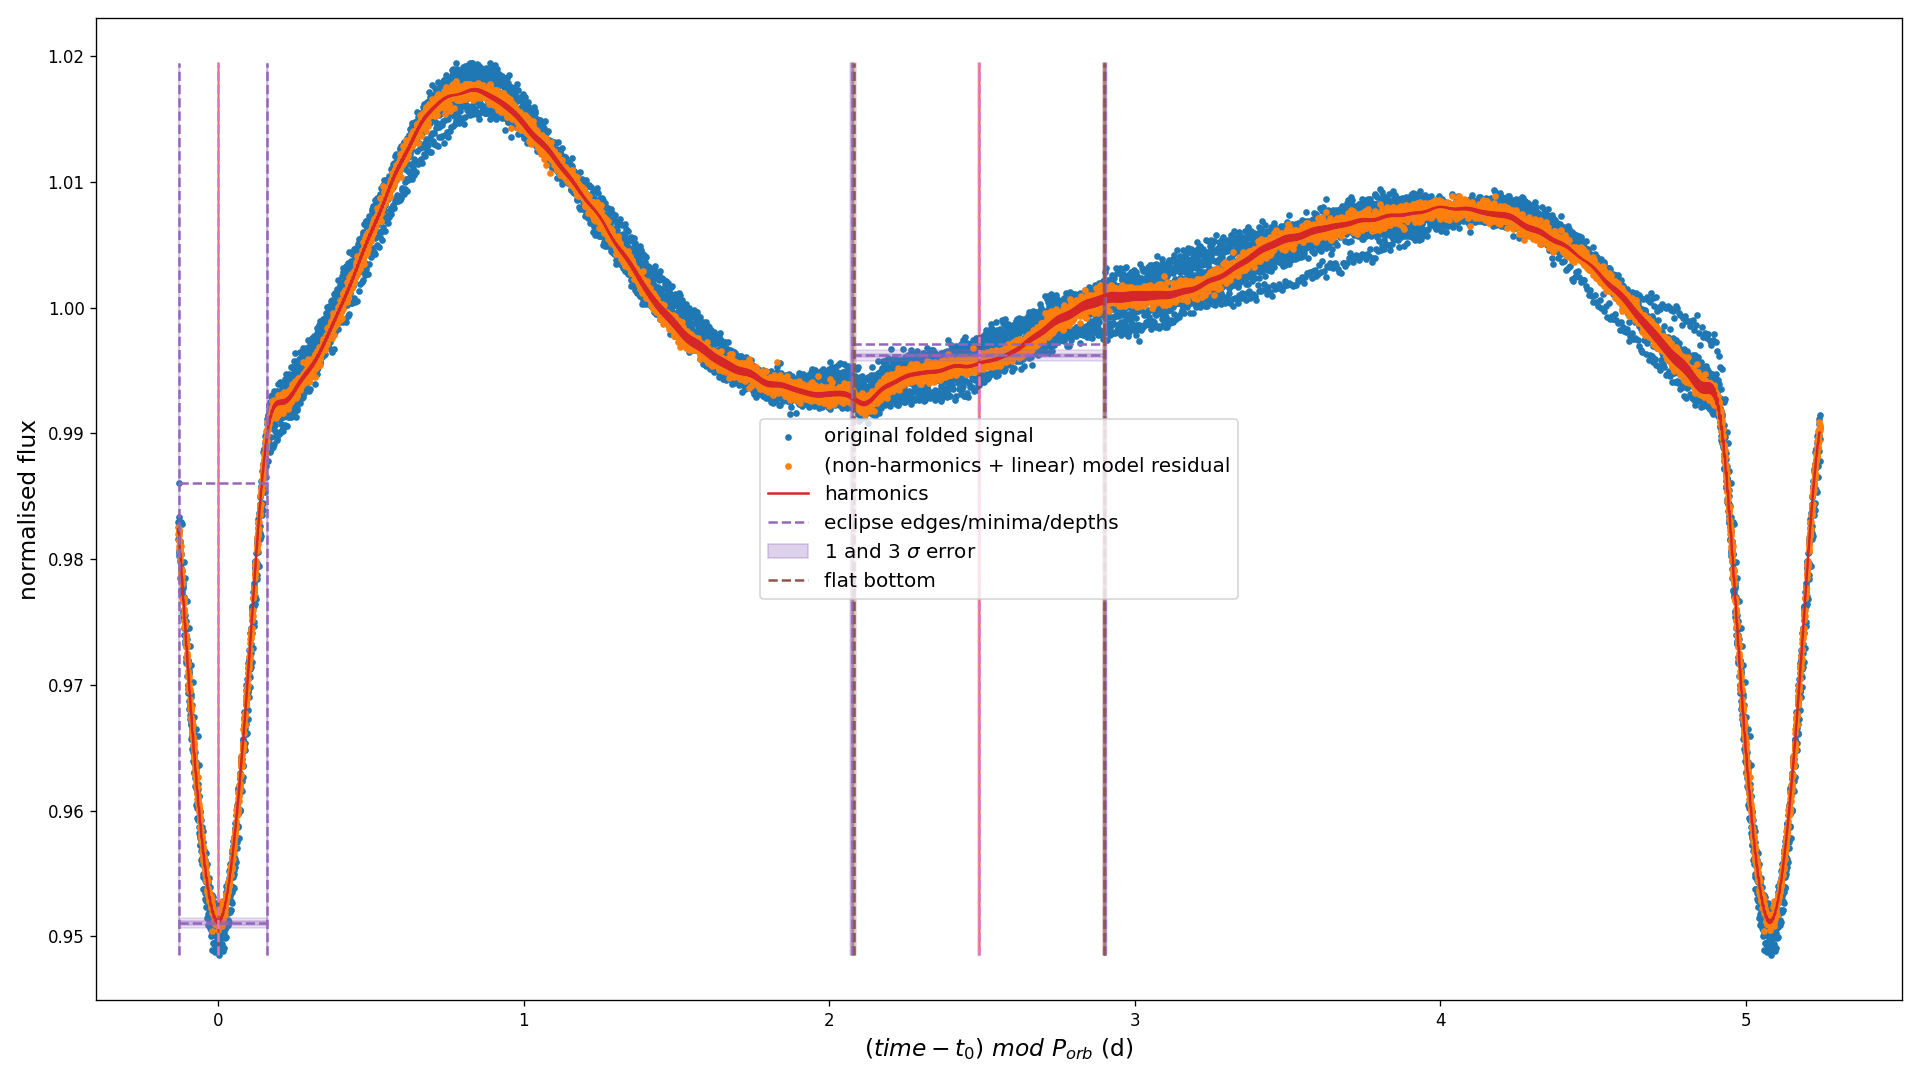 1.02
1.01
1.00
0.99
0.98
0.97
0.96
0.95
normalised flux
original folded signal
(non-harmonics + linear) model residual
harmonics
eclipse edges/minima/depths
1 and 3 σ error
flat bottom
0 1 2 3 4 5
(time − t₀) mod Pₒᵣb (d)